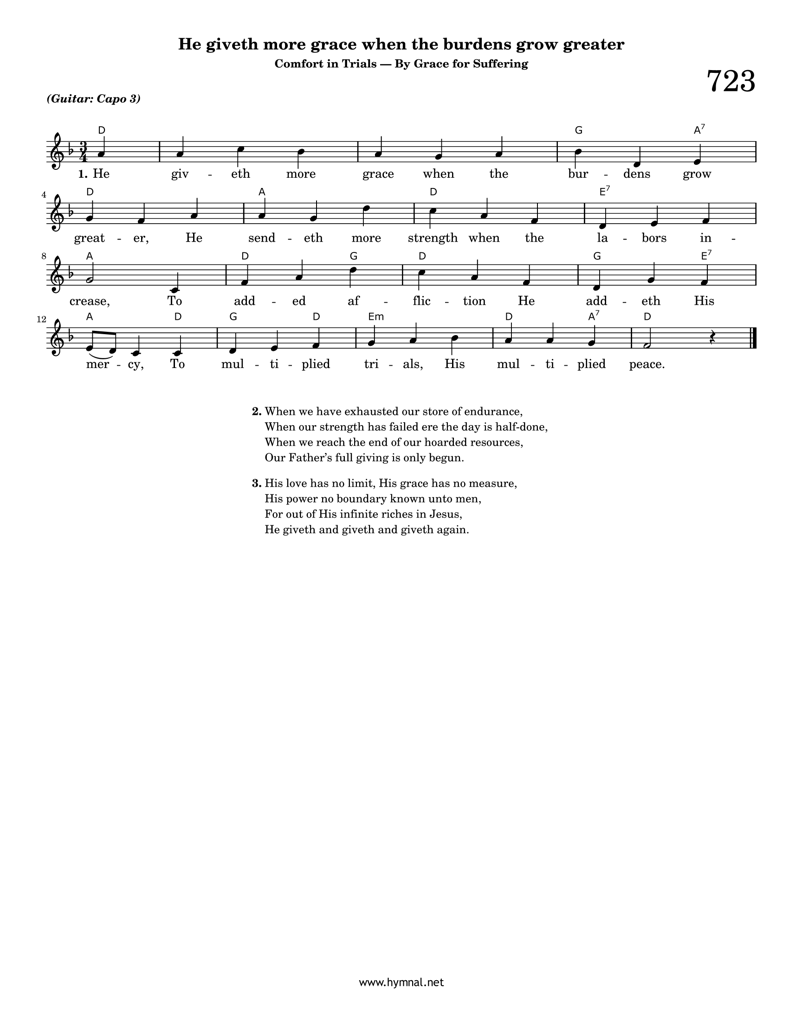 He giveth more grace when the burdens grow greater
Comfort in Trials — By Grace for Suffering
723
(Guitar: Capo 3)
D G A7
1. He giv - eth more grace when the bur - dens grow
4 D A D E7
great - er, He send - eth more strength when the la - bors in -
8 A D G D G E7
crease, To add - ed af - flic - tion He add - eth His
12 A D G D Em D A7 D
mer - cy, To mul - ti - plied tri - als, His mul - ti - plied peace.
2. When we have exhausted our store of endurance,
When our strength has failed ere the day is half-done,
When we reach the end of our hoarded resources,
Our Father's full giving is only begun.
3. His love has no limit, His grace has no measure,
His power no boundary known unto men,
For out of His infinite riches in Jesus,
He giveth and giveth and giveth again.
www.hymnal.net